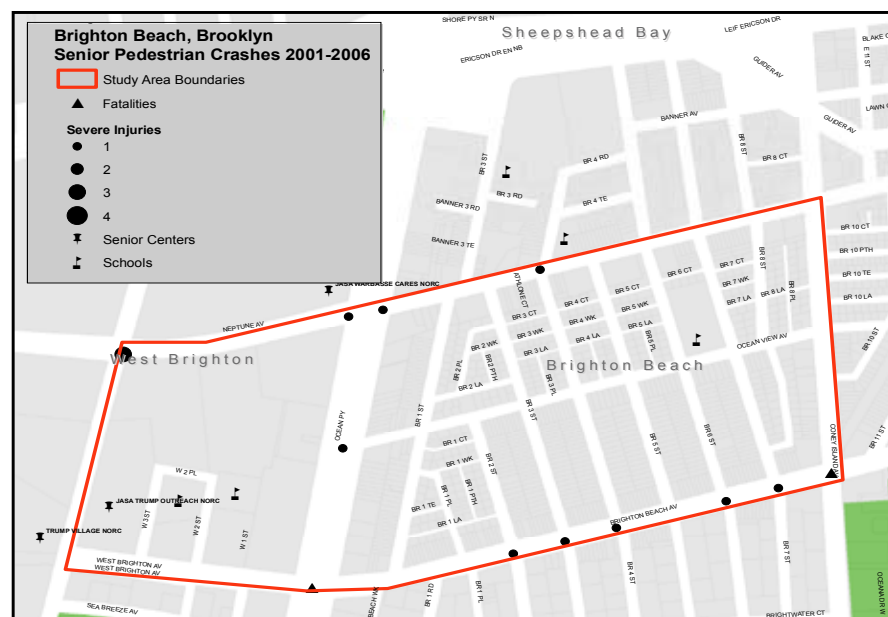 Brighton Beach, Brooklyn
Senior Pedestrian Crashes 2001-2006
Study Area Boundaries
Fatalities
Severe Injuries
1
2
3
4
Senior Centers
Schools
SHORE PY SR N
Sheepshead Bay
LEIF ERICSON DR
ERICSON DR EN NB
GUIDER AV
E 11 ST
LAWN C
GUIDER AV
BANNER AV
BR 8 ST
BR 8 CT
BR 3 ST
BR 4 RD
BR 3 RD
BR 4 TE
BANNER 3 RD
BANNER 3 TE
BR 10 CT
BR 10 PTH
BR 10 TE
BR 10 LA
BR 10 ST
BR 11 ST
JASA WARBASSE CARES NORC
NEPTUNE AV
West Brighton
Brighton Beach
ATHLONE CT
BR 3 CT
BR 4 CT
BR 5 CT
BR 6 CT
BR 7 CT
BR 8 ST
BR 8 PL
BR 2 WK
BR 3 WK
BR 4 WK
BR 5 WK
BR 7 WK
BR 3 LA
BR 4 LA
BR 5 LA
BR 7 LA
BR 8 LA
BR 2 PL
BR 2 PTH
BR 2 LA
BR 3 PL
BR 5 PL
OCEAN VIEW AV
OCEAN PY
BR 1 ST
BR 3 ST
BR 5 ST
BR 6 ST
BR 1 CT
BR 1 WK
BR 2 ST
BR 1 TE
BR 1 PL
BR 1 PTH
BR 1 LA
BRIGHTON BEACH AV
W 2 PL
JASA TRUMP OUTREACH NORC
TRUMP VILLAGE NORC
W 3 ST
W 2 ST
W 1 ST
WEST BRIGHTON AV
WEST BRIGHTON AV
SEA BREEZE AV
BEACH WK
BR 1 RD
BR 1 PL
BR 4 ST
BR 7 ST
BRIGHTWATER CT